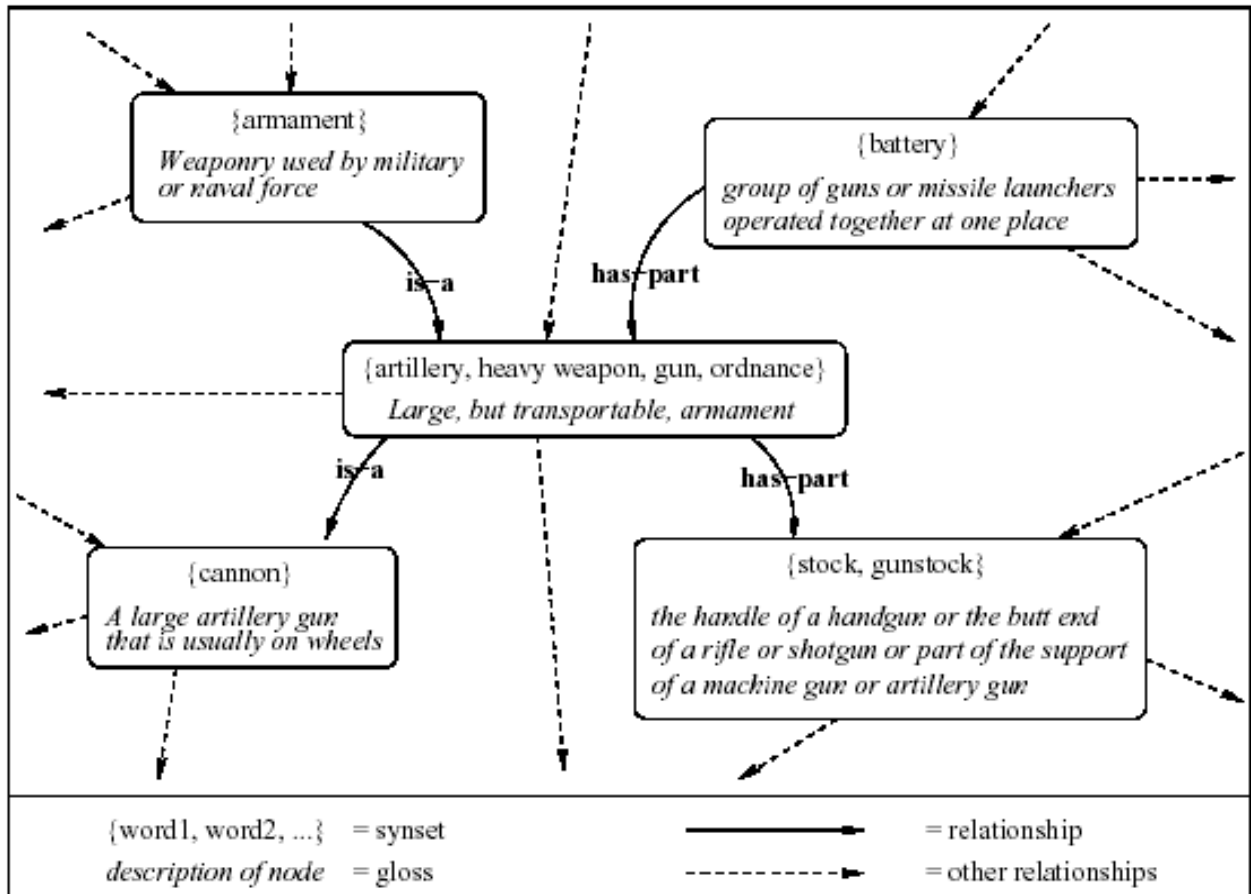 {armament}
Weaponry used by military
or naval force
{battery}
group of guns or missile launchers
operated together at one place
is-a
has-part
{artillery, heavy weapon, gun, ordnance}
Large, but transportable, armament
is-a
has-part
{cannon}
A large artillery gun
that is usually on wheels
{stock, gunstock}
the handle of a handgun or the butt end
of a rifle or shotgun or part of the support
of a machine gun or artillery gun
{word1, word2, ...} = synset
= relationship
description of node = gloss
= other relationships